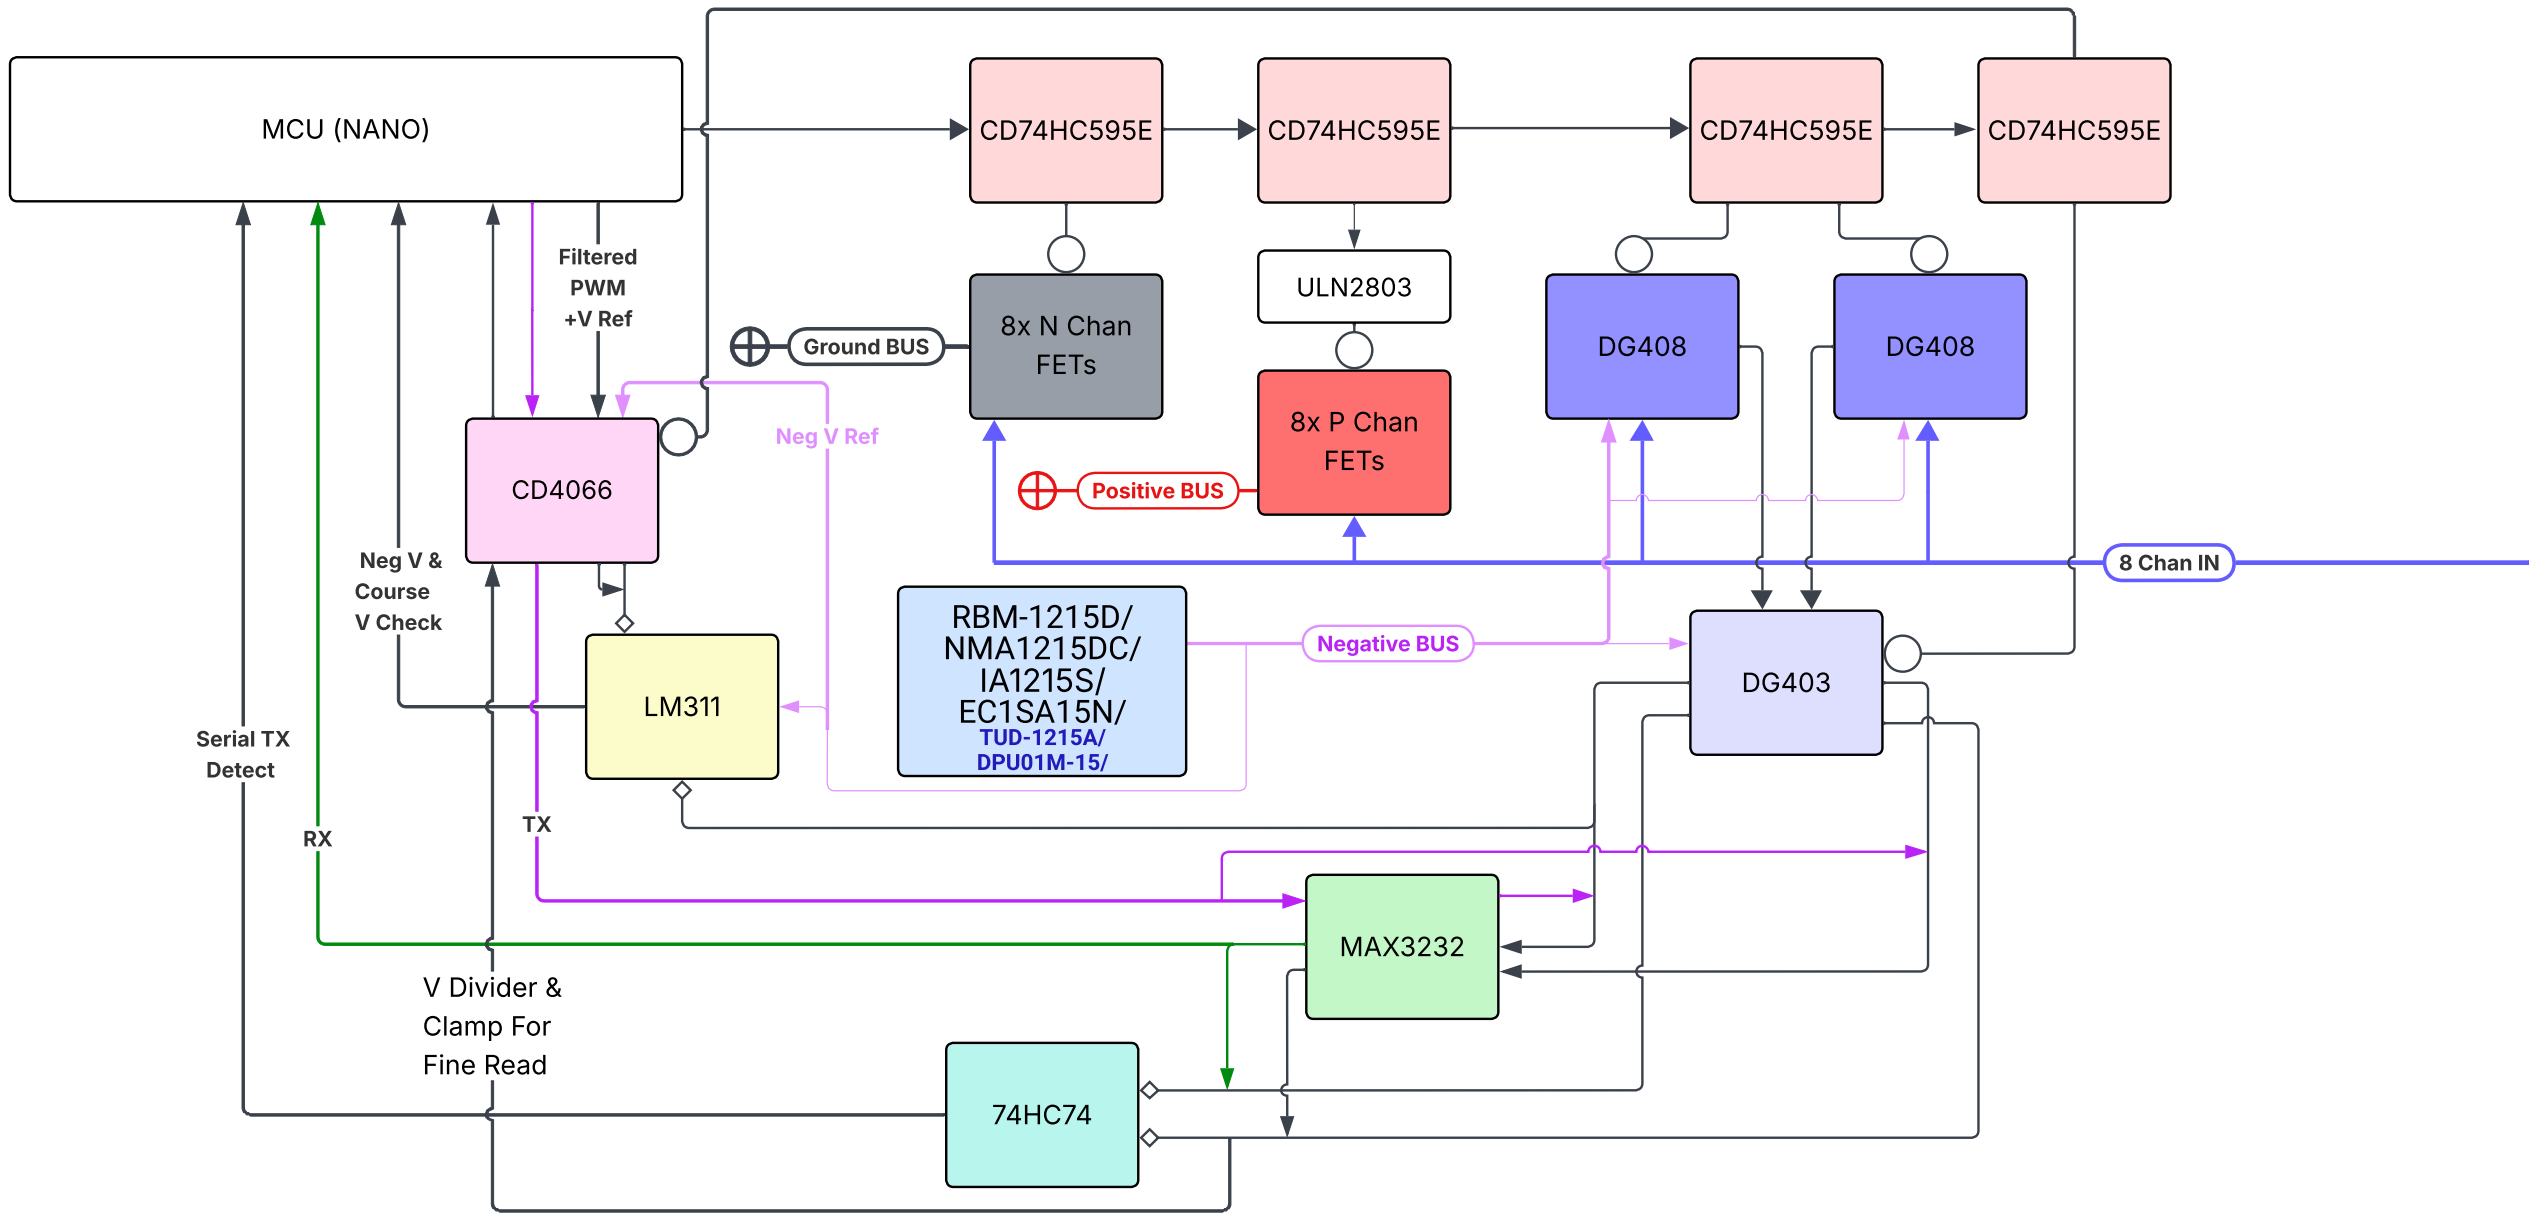 MCU (NANO)
CD74HC595E
CD74HC595E
CD74HC595E
CD74HC595E
Filtered
PWM
+V Ref
8x N Chan
FETs
Ground BUS
ULN2803
8x P Chan
FETs
Positive BUS
DG408
DG408
Neg V Ref
CD4066
Neg V &
Course
V Check
8 Chan IN
RBM-1215D/
NMA1215DC/
IA1215S/
EC1SA15N/
TUD-1215A/
DPU01M-15/
Negative BUS
DG403
LM311
Serial TX
Detect
RX
TX
MAX3232
V Divider &
Clamp For
Fine Read
74HC74